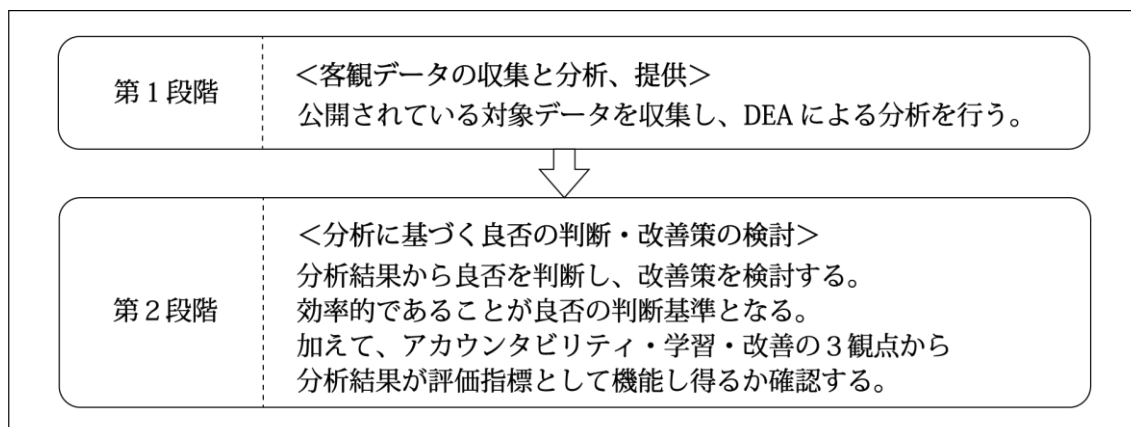 第1段階
<客観データの収集と分析、提供>
公開されている対象データを収集し、DEAによる分析を行う。
第2段階
<分析に基づく良否の判断・改善策の検討>
分析結果から良否を判断し、改善策を検討する。
効率的であることが良否の判断基準となる。
加えて、アカウンタビリティ・学習・改善の3観点から
分析結果が評価指標として機能し得るか確認する。